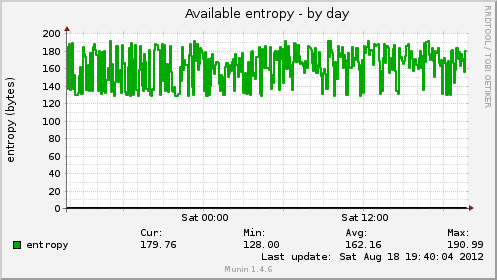 Available entropy - by day
RRDTOOL / TOBI OETIKER
entropy (bytes)
200
180
160
140
120
100
80
60
40
20
0
Sat 00:00 Sat 12:00
Cur: Min: Avg: Max:
entropy 179.76 128.00 162.16 190.99
Last update: Sat Aug 18 19:40:04 2012
Munin 1.4.6